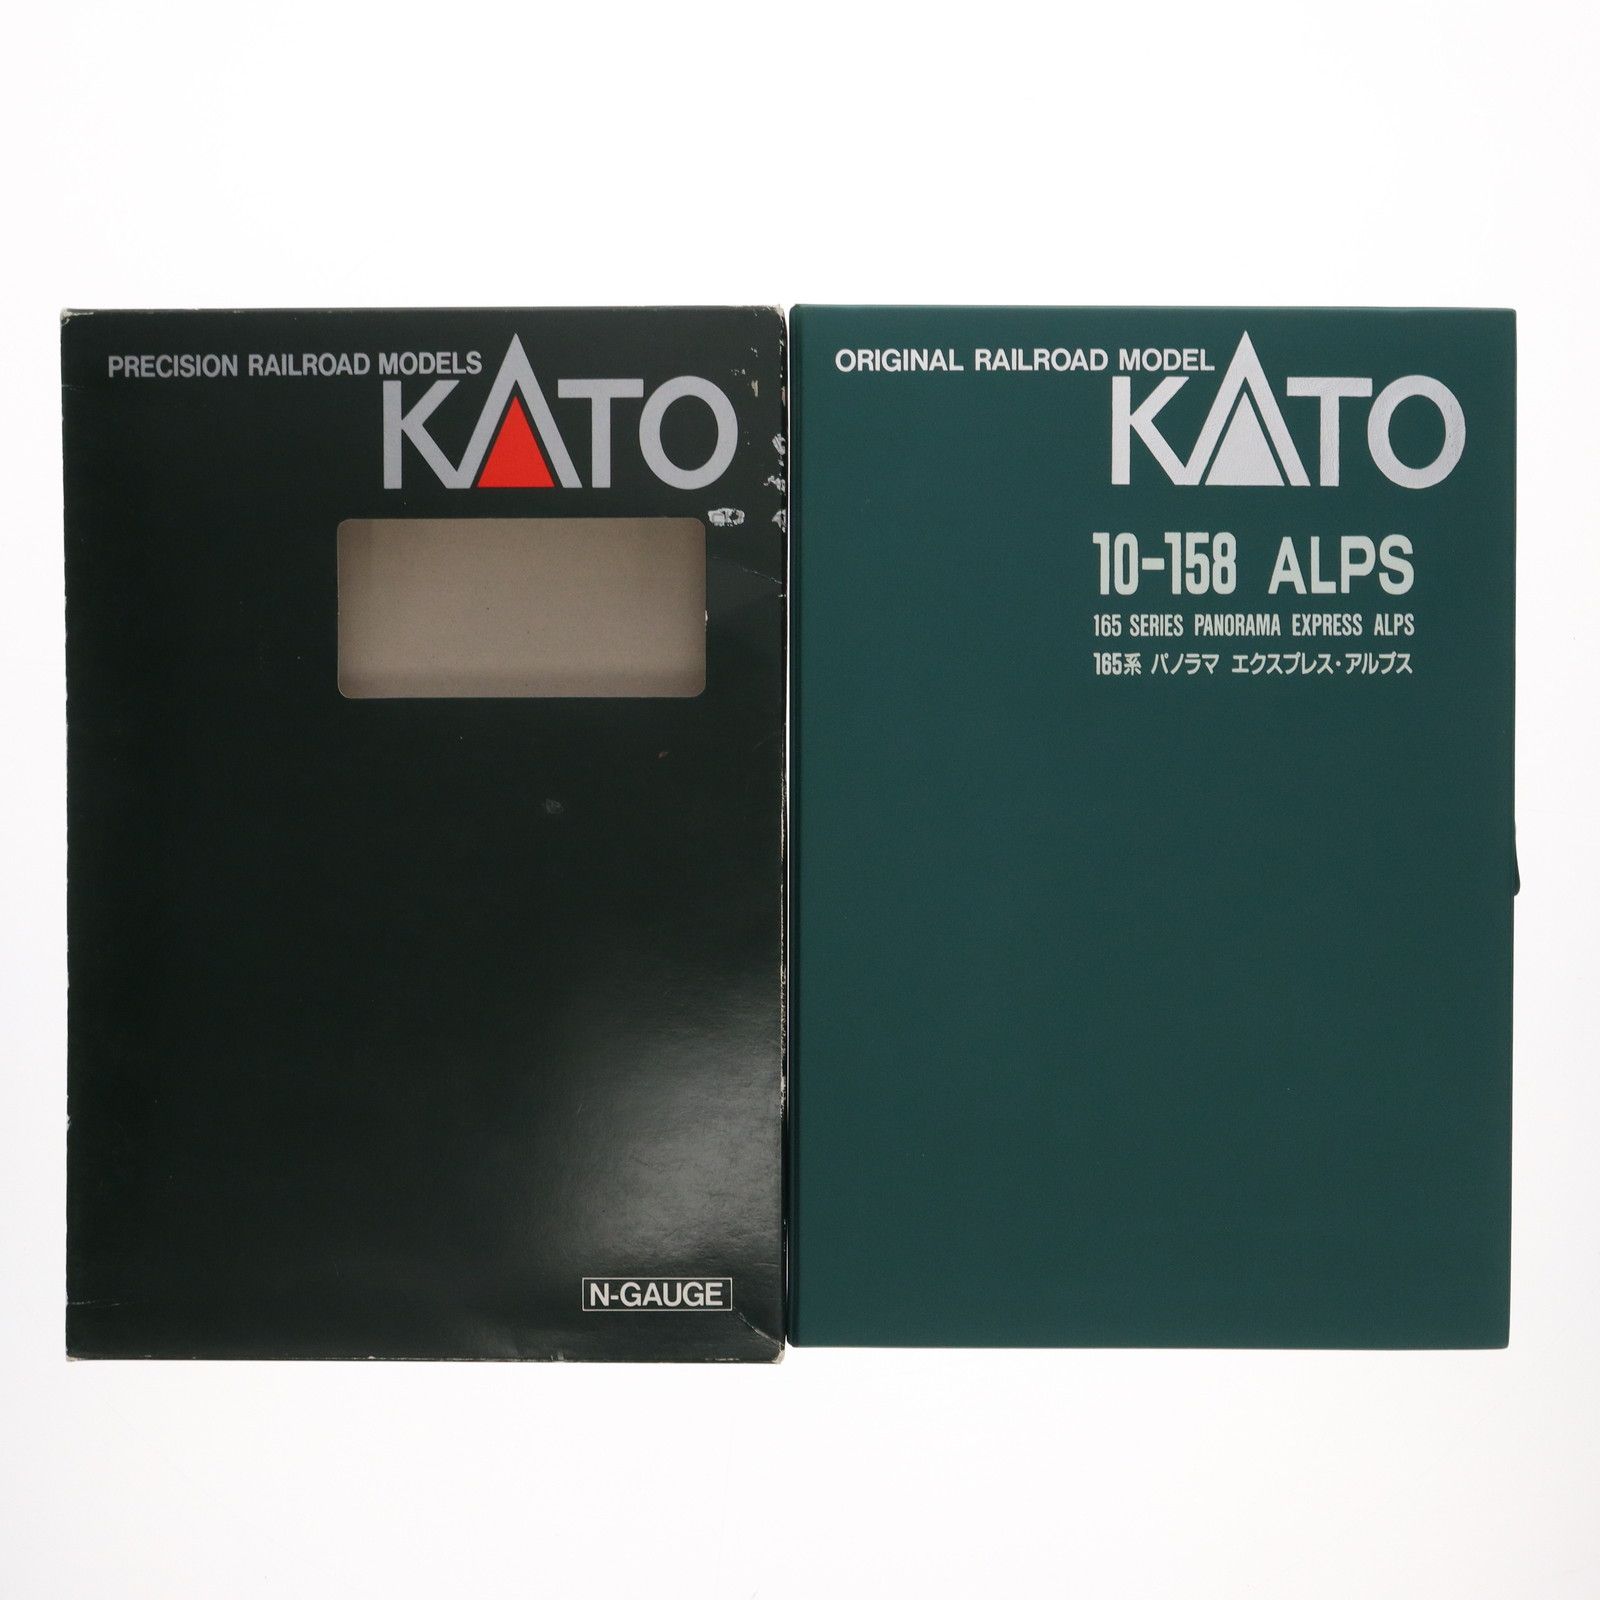 PRECISION RAILROAD MODELS
KATO
N-GAUGE
ORIGINAL RAILROAD MODEL
KATO
10-158 ALPS
165 SERIES PANORAMA EXPRESS ALPS
165系 パノラマ エクスプレス・アルプス